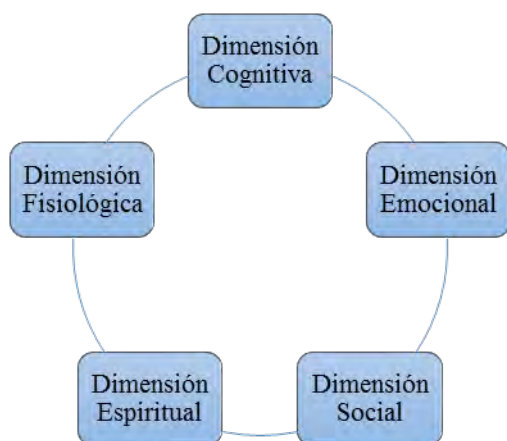 Dimensión
Cognitiva
Dimensión
Emocional
Dimensión
Social
Dimensión
Espiritual
Dimensión
Fisiológica